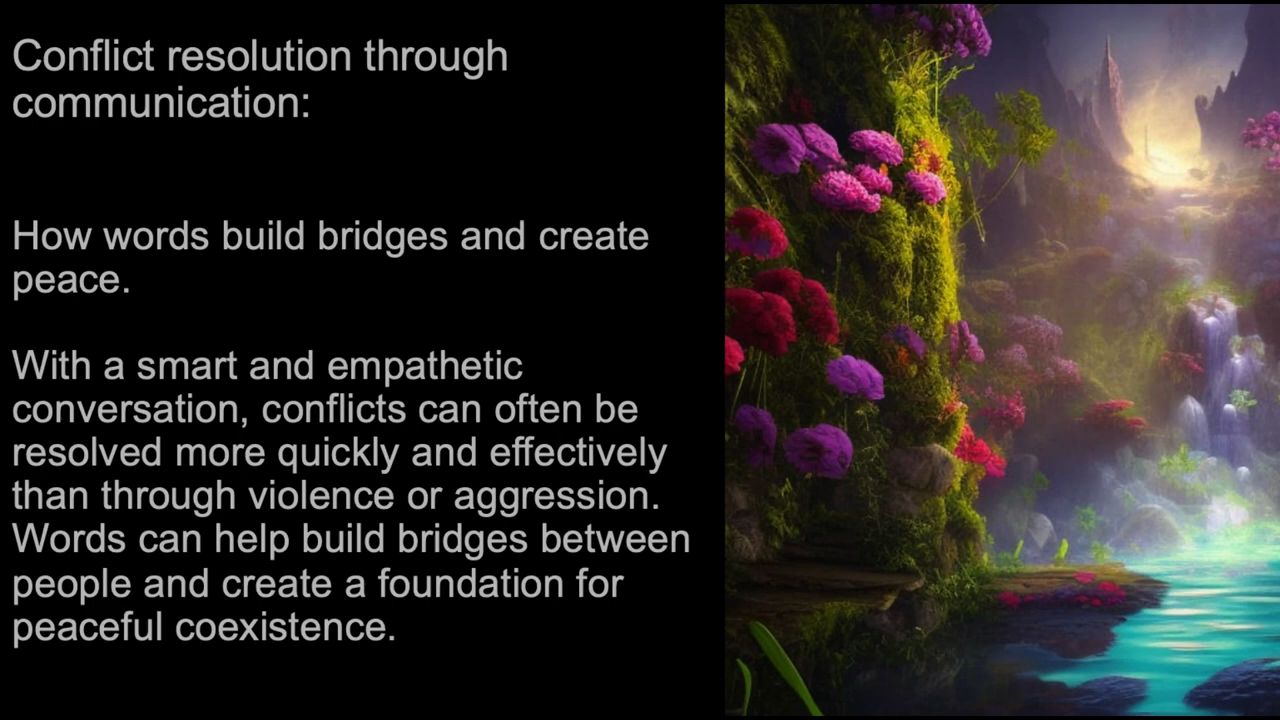 Conflict resolution through
communication:
How words build bridges and create
peace.
With a smart and empathetic
conversation, conflicts can often be
resolved more quickly and effectively
than through violence or aggression.
Words can help build bridges between
people and create a foundation for
peaceful coexistence.